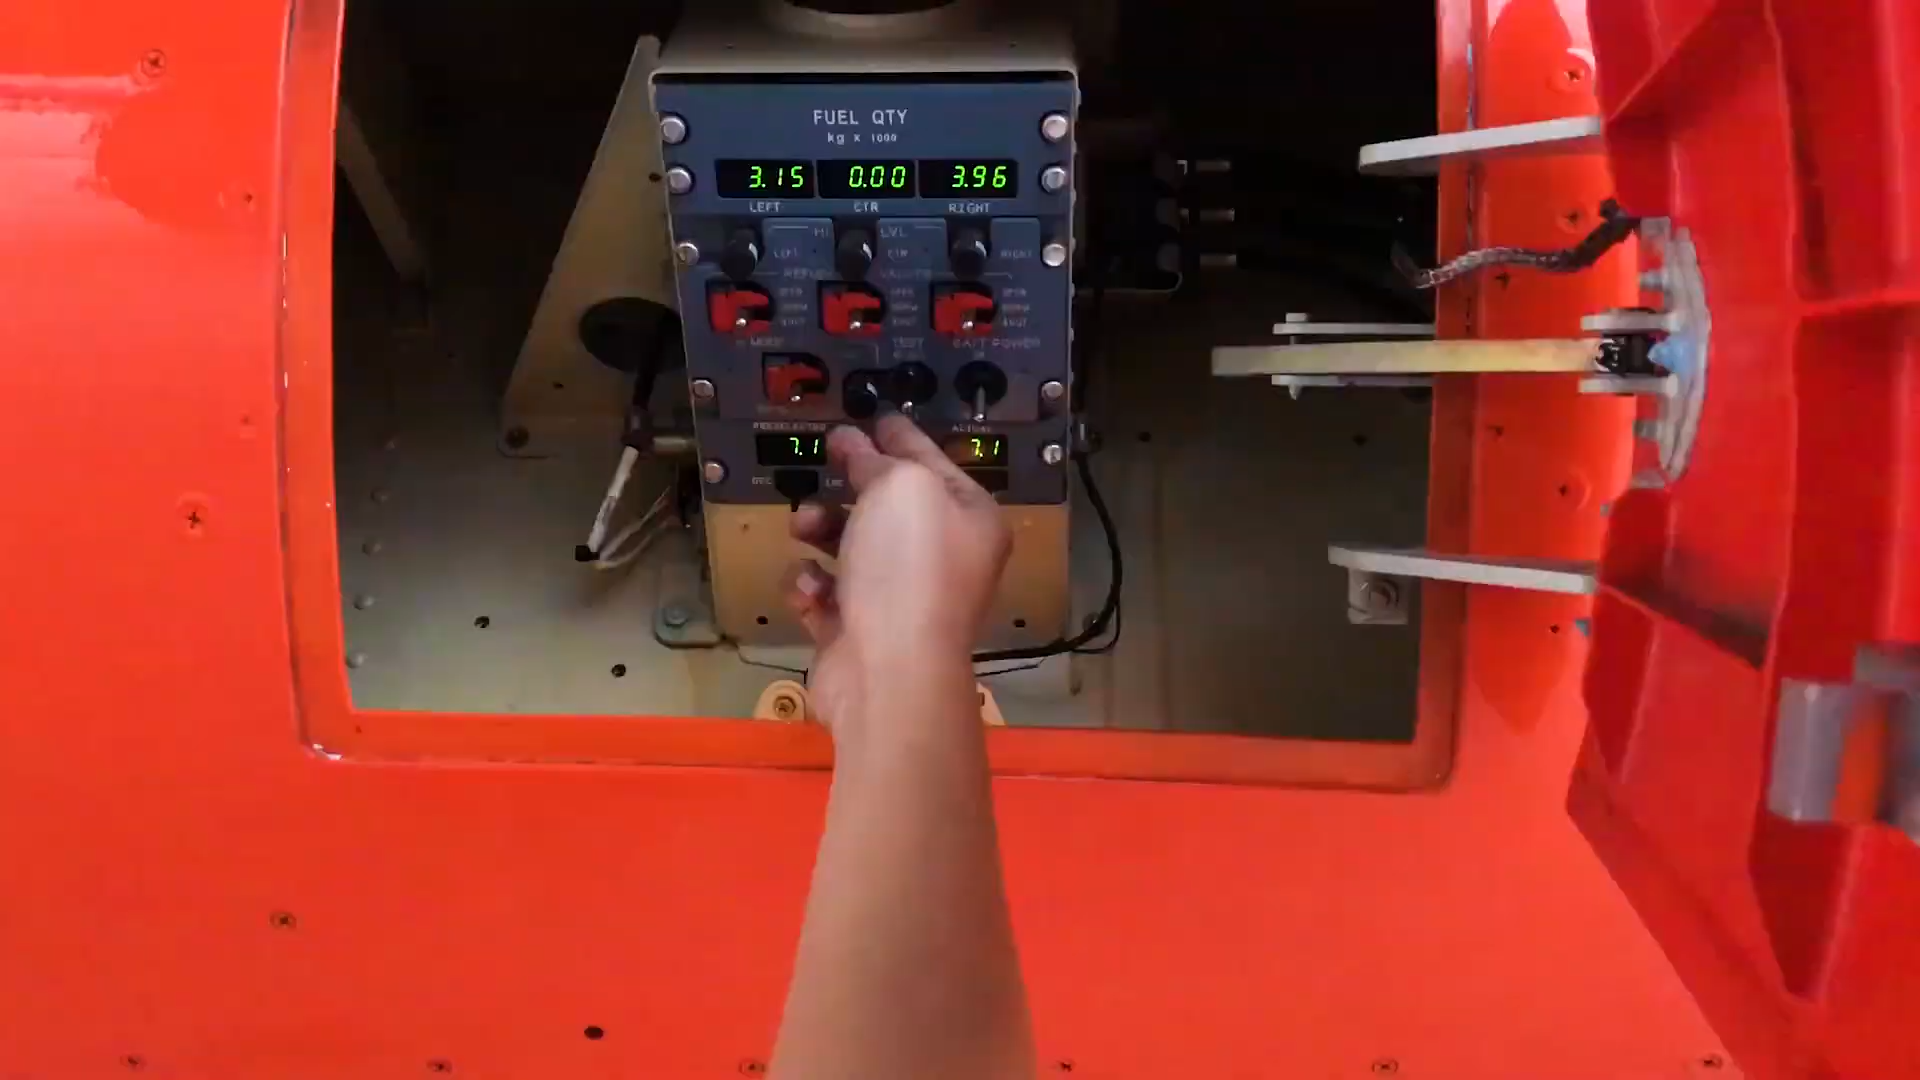 FUEL QTY
kg x 1000
3.15 0.00 3.96
LEFT CTR RIGHT
HI LVL
LEFT CTR RIGHT
REFUEL VALVES
OPEN OPEN OPEN
NORM NORM NORM
SHUT SHUT SHUT
MODE TEST BATT POWER
PRESELECTED ACTUAL
7.1 7.1
DEC INC